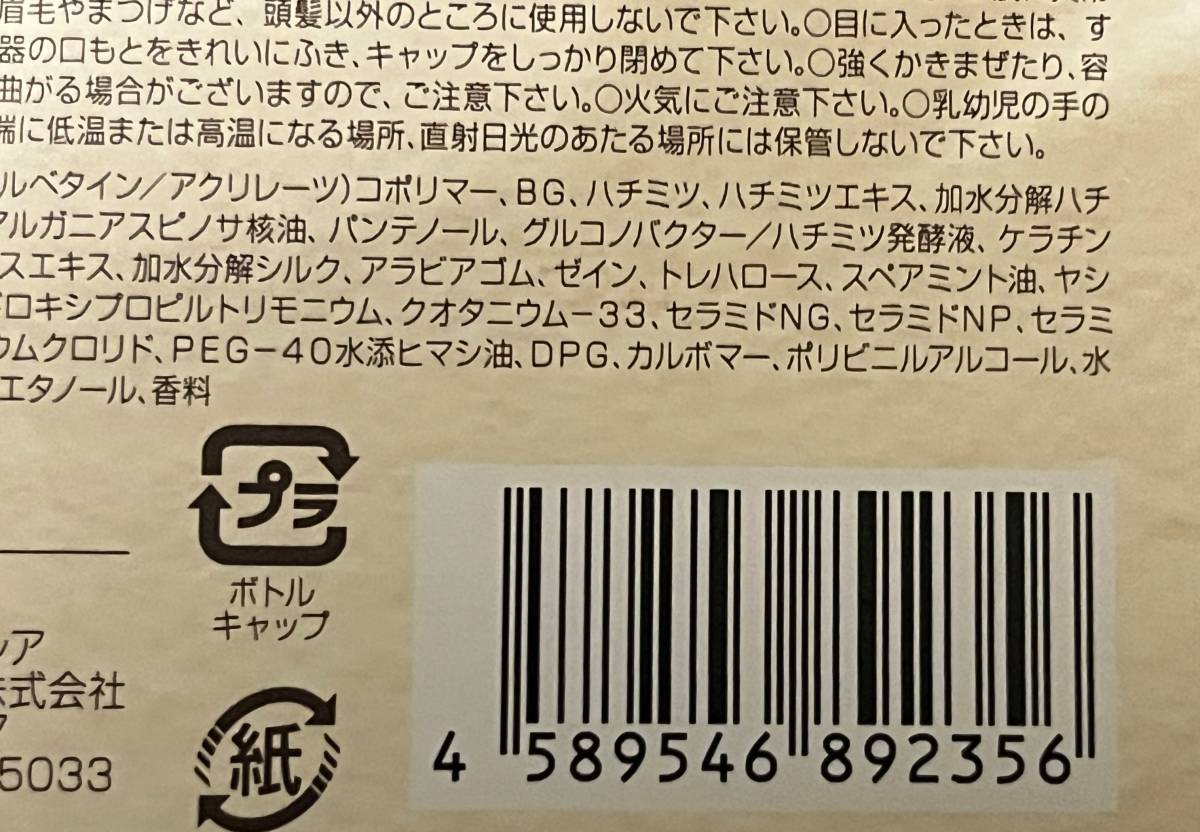 眉毛やまつげなど、頭髪以外のところに使用しないで下さい。○目に入ったときは、す
器の口もとをきれいにふき、キャップをしっかり閉めて下さい。○強くかきまぜたり、容
曲がる場合がございますので、ご注意下さい。○火気にご注意下さい。○乳幼児の手の
端に低温または高温になる場所、直射日光のあたる場所には保管しないで下さい。
ルベタイン/アクリレーツ)コポリマー、BG、ハチミツ、ハチミツエキス、加水分解ハチ
アルガニアスピノサ核油、パンテノール、グルコノバクター/ハチミツ発酵液、ケラチン
スエキス、加水分解シルク、アラビアゴム、ゼイン、トレハロース、スペアミント油、ヤシ
ドロキシプロピルトリモニウム、クオタニウム-33、セラミドNG、セラミドNP、セラミ
ウムクロリド、PEG-40水添ヒマシ油、DPG、カルボマー、ポリビニルアルコール、水
エタノール、香料
プラ
ボトル
キャップ
シア
株式会社
5033
紙
4 589546 892356